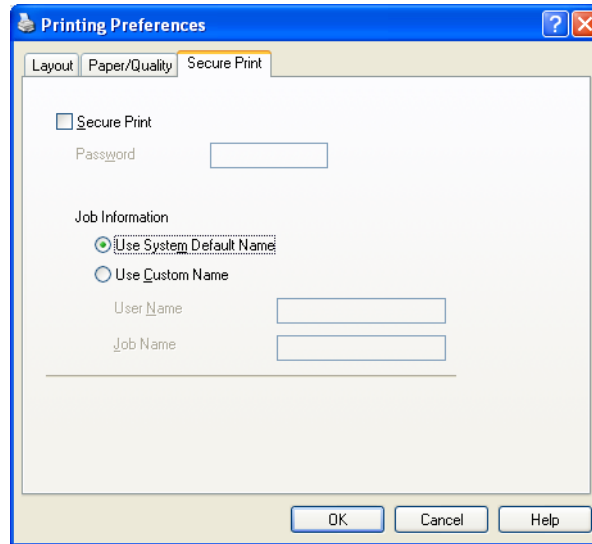 Printing Preferences
Layout Paper/Quality Secure Print
Secure Print
Password
Job Information
Use System Default Name
Use Custom Name
User Name
Job Name
OK Cancel Help